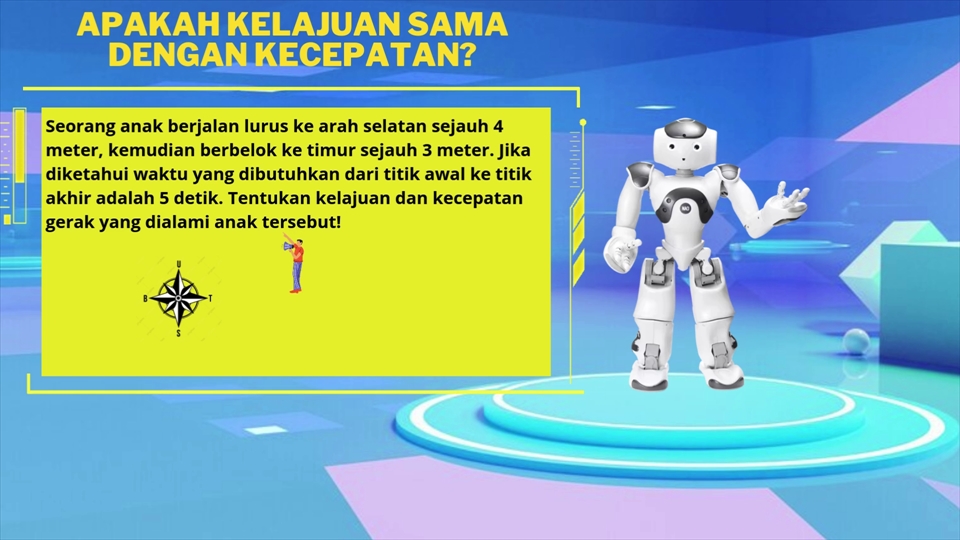 APAKAH KELAJUAN SAMA
DENGAN KECEPATAN?
Seorang anak berjalan lurus ke arah selatan sejauh 4
meter, kemudian berbelok ke timur sejauh 3 meter. Jika
diketahui waktu yang dibutuhkan dari titik awal ke titik
akhir adalah 5 detik. Tentukan kelajuan dan kecepatan
gerak yang dialami anak tersebut!
U
B T
S